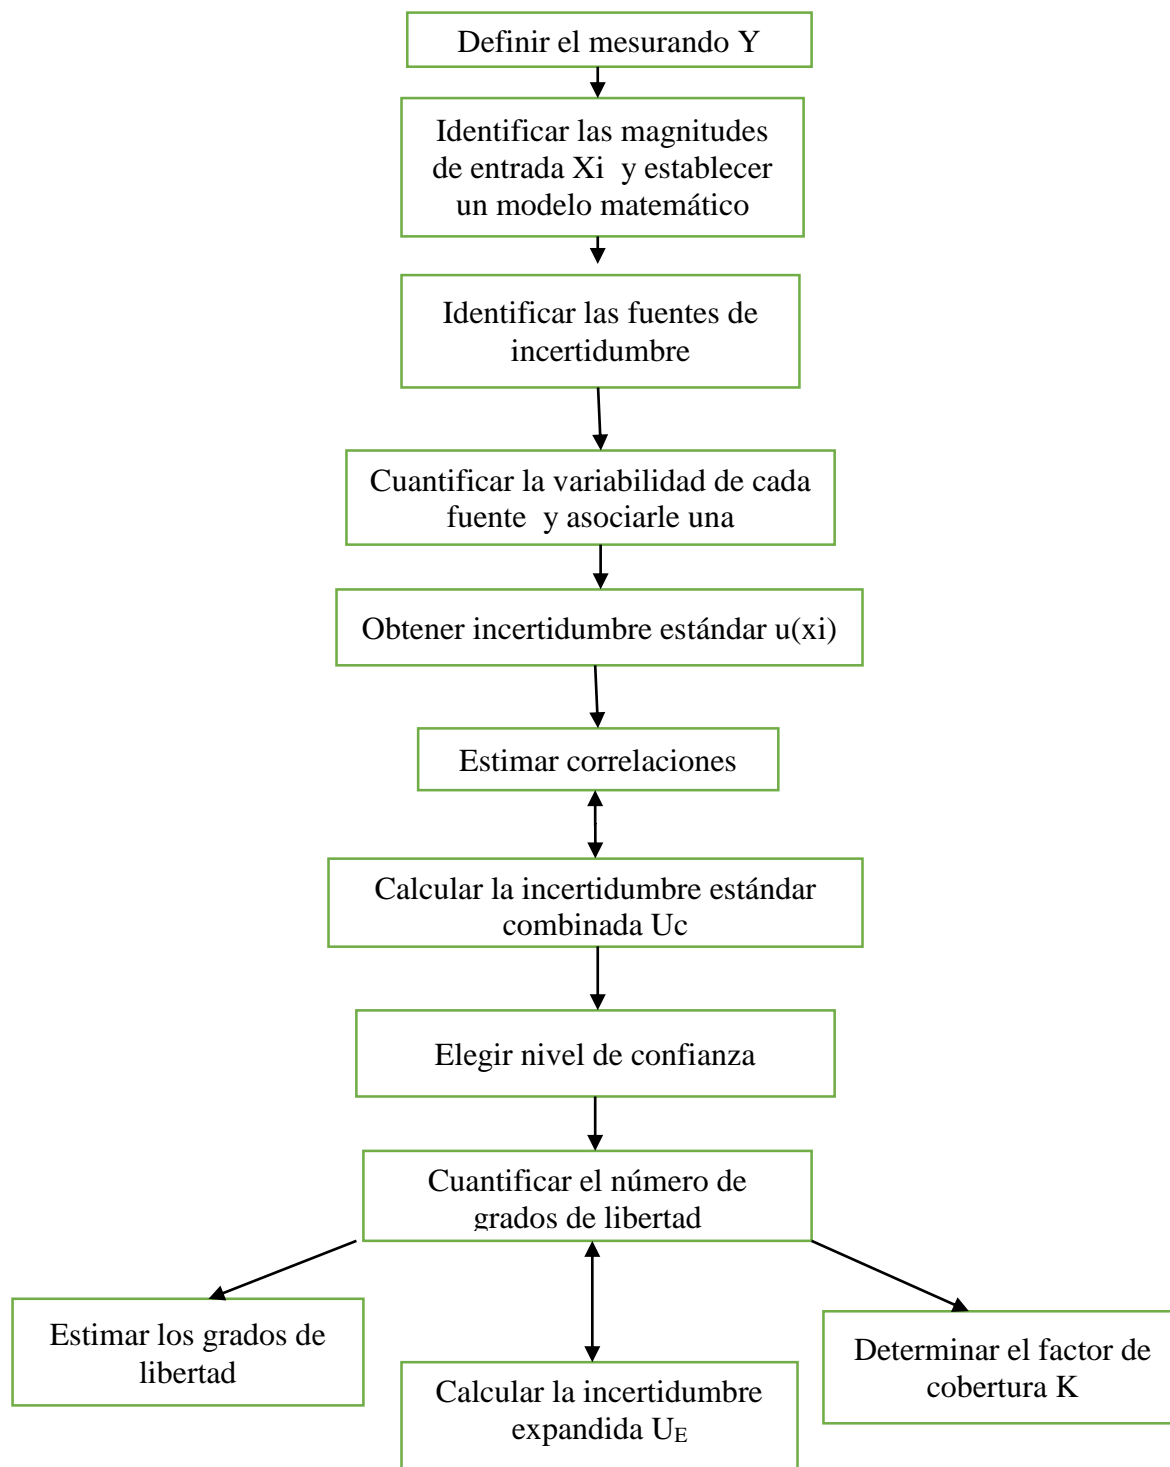 Definir el mesurando Y
Identificar las magnitudes
de entrada Xi y establecer
un modelo matemático
Identificar las fuentes de
incertidumbre
Cuantificar la variabilidad de cada
fuente y asociarle una
Obtener incertidumbre estándar u(xi)
Estimar correlaciones
Calcular la incertidumbre estándar
combinada Uc
Elegir nivel de confianza
Cuantificar el número de
grados de libertad
Estimar los grados de
libertad
Calcular la incertidumbre
expandida UE
Determinar el factor de
cobertura K